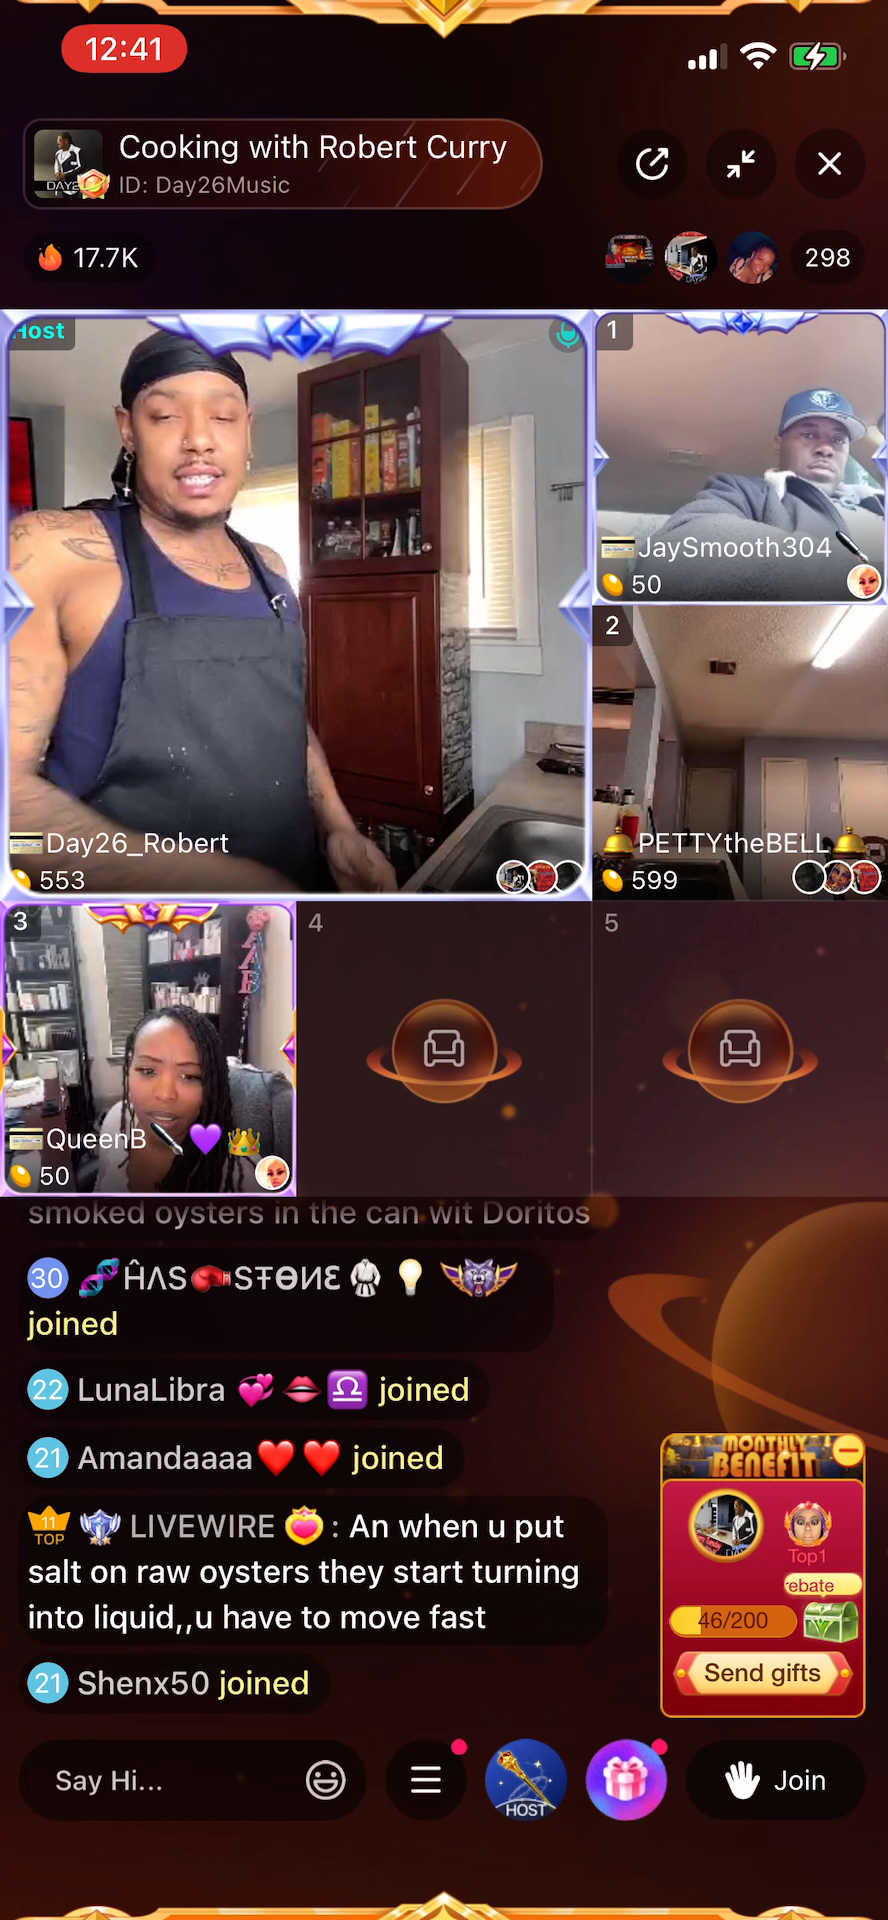 12:41
Cooking with Robert Curry
ID: Day26Music
17.7K
298
Host
1
JaySmooth304
50
2
PETTYtheBELL
599
Day26_Robert
553
3
QueenB
50
4
5
smoked oysters in the can wit Doritos
30 ĤΛS SŦӨИƐ
joined
22 LunaLibra joined
21 Amandaaaa joined
11 TOP LIVEWIRE : An when u put
salt on raw oysters they start turning
into liquid,,u have to move fast
21 Shenx50 joined
MONTHLY
BENEFIT
Top1
rebate
46/200
Send gifts
Say Hi...
HOST
Join